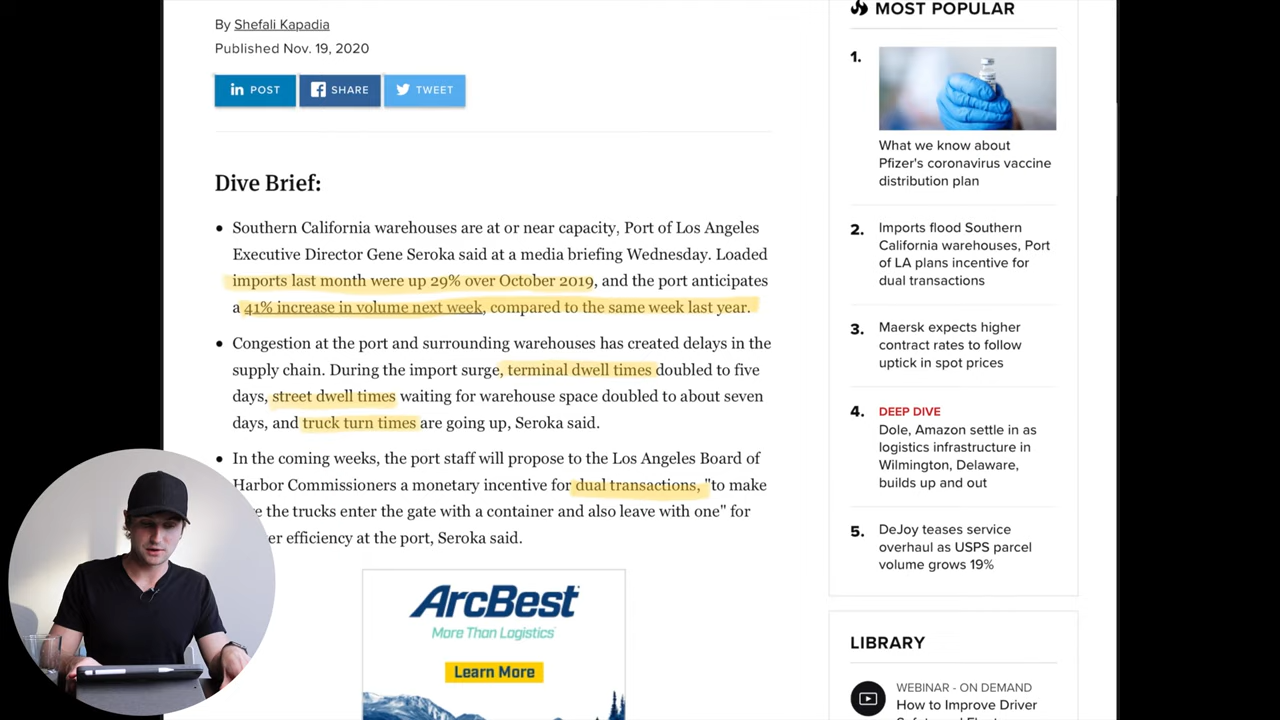 By Shefali Kapadia
Published Nov. 19, 2020
in POST
SHARE
TWEET
Dive Brief:
• Southern California warehouses are at or near capacity, Port of Los Angeles
Executive Director Gene Seroka said at a media briefing Wednesday. Loaded
imports last month were up 29% over October 2019, and the port anticipates
a 41% increase in volume next week, compared to the same week last year.
• Congestion at the port and surrounding warehouses has created delays in the
supply chain. During the import surge, terminal dwell times doubled to five
days, street dwell times waiting for warehouse space doubled to about seven
days, and truck turn times are going up, Seroka said.
• In the coming weeks, the port staff will propose to the Los Angeles Board of
Harbor Commissioners a monetary incentive for dual transactions, "to make
the trucks enter the gate with a container and also leave with one" for
efficiency at the port, Seroka said.
ArcBest
More Than Logistics
Learn More
MOST POPULAR
1.
What we know about
Pfizer's coronavirus vaccine
distribution plan
2. Imports flood Southern
California warehouses, Port
of LA plans incentive for
dual transactions
3. Maersk expects higher
contract rates to follow
uptick in spot prices
4. DEEP DIVE
Dole, Amazon settle in as
logistics infrastructure in
Wilmington, Delaware,
builds up and out
5. DeJoy teases service
overhaul as USPS parcel
volume grows 19%
LIBRARY
WEBINAR - ON DEMAND
How to Improve Driver